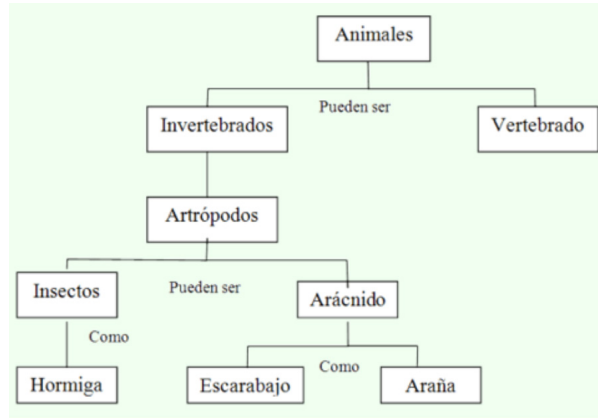 Animales
Pueden ser
Invertebrados
Vertebrado
Artrópodos
Insectos
Pueden ser
Arácnido
Como
Hormiga
Escarabajo
Como
Araña